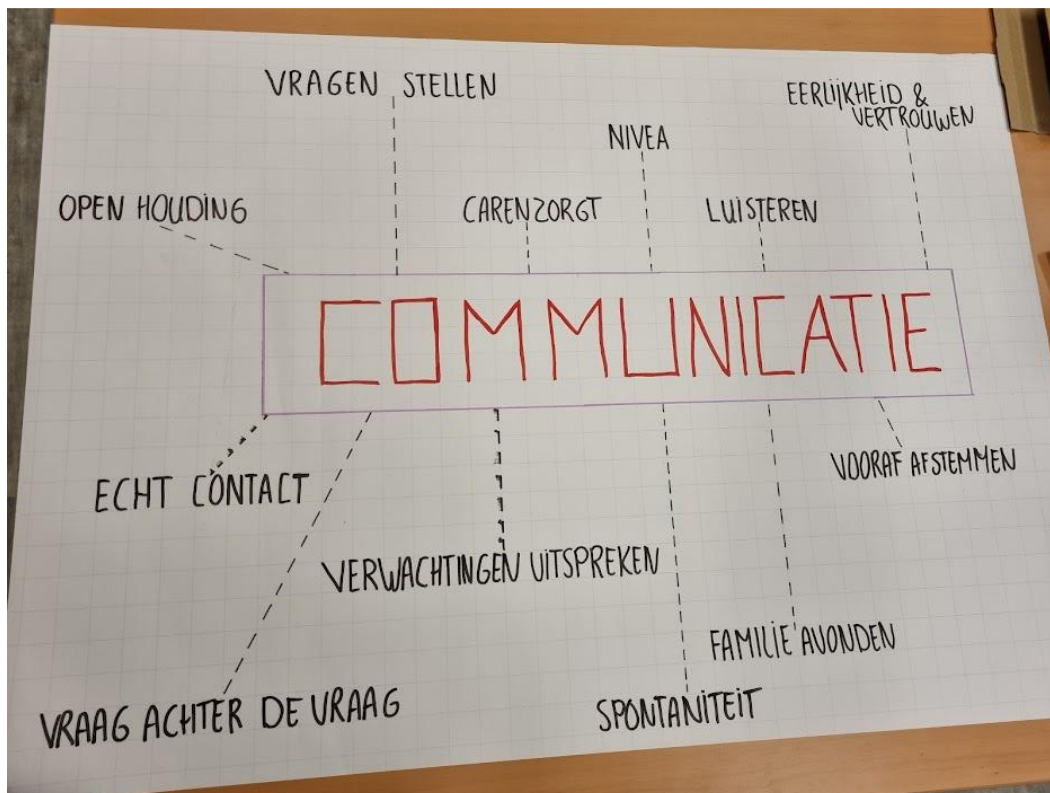 VRAGEN STELLEN
EERLIJKHEID &
VERTROUWEN
NIVEA
OPEN HOUDING
CARENZORGT
LUISTEREN
COMMUNICATIE
ECHT CONTACT
VOORAF AFSTEMMEN
VERWACHTINGEN UITSPREKEN
FAMILIE AVONDEN
VRAAG ACHTER DE VRAAG
SPONTANITEIT